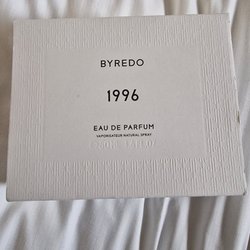 BYREDO
1996
EAU DE PARFUM
VAPORISATEUR NATURAL SPRAY